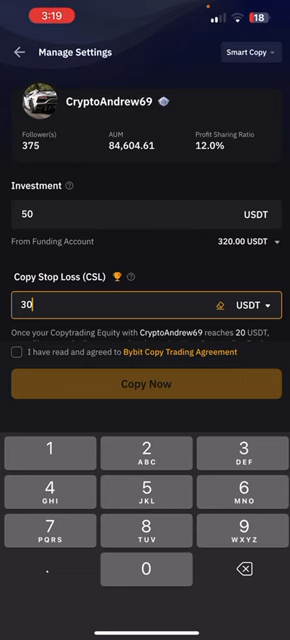 3:19
18
Manage Settings
Smart Copy
CryptoAndrew69
Follower(s)
AUM
Profit Sharing Ratio
375
84,604.61
12.0%
Investment
50
USDT
From Funding Account
320.00 USDT
Copy Stop Loss (CSL)
30
USDT
Once your Copytrading Equity with CryptoAndrew69 reaches 20 USDT,
I have read and agreed to Bybit Copy Trading Agreement
Copy Now
1
2
ABC
3
DEF
4
GHI
5
JKL
6
MNO
7
PQRS
8
TUV
9
WXYZ
.
0